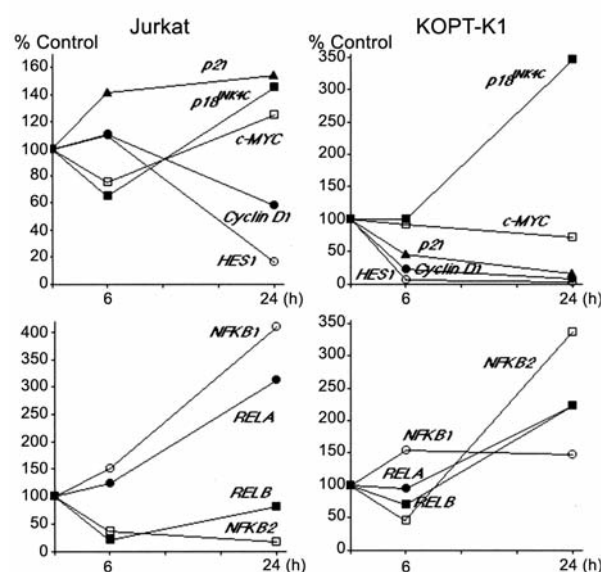 Jurkat
% Control
160
140
120
100
80
60
40
20
0
p21
p18INK4C
c-MYC
Cyclin D1
HES1
6
24 (h)
KOPT-K1
% Control
350
300
250
200
150
100
50
0
p18INK4C
c-MYC
p21
Cyclin D1
HES1
6
24 (h)
400
350
300
250
200
150
100
50
0
NFKB1
RELA
RELB
NFKB2
6
24 (h)
350
300
250
200
150
100
50
0
NFKB2
NFKB1
RELA
RELB
6
24 (h)